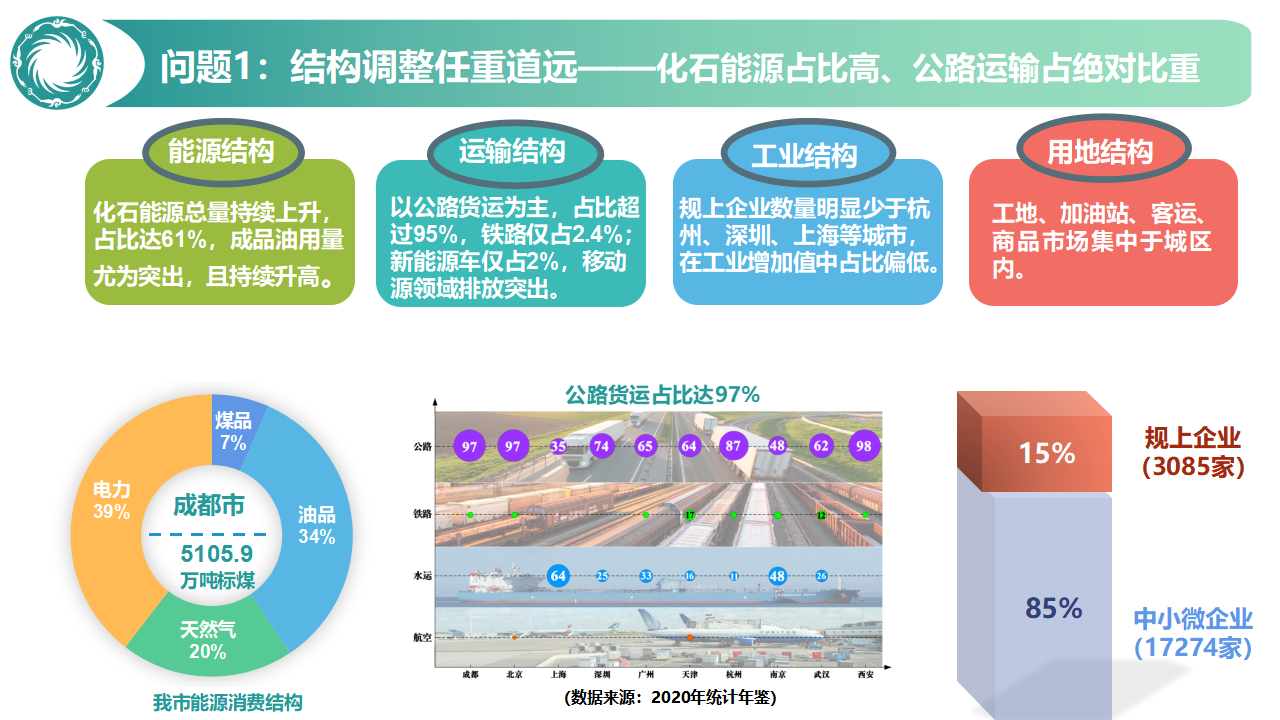 问题1：结构调整任重道远——化石能源占比高、公路运输占绝对比重
能源结构
化石能源总量持续上升，
占比达61%，成品油用量
尤为突出，且持续升高。
运输结构
以公路货运为主，占比超
过95%，铁路仅占2.4%；
新能源车仅占2%，移动
源领域排放突出。
工业结构
规上企业数量明显少于杭
州、深圳、上海等城市，
在工业增加值中占比偏低。
用地结构
工地、加油站、客运、
商品市场集中于城区
内。
煤品
7%
电力
39%
油品
34%
天然气
20%
成都市
5105.9
万吨标煤
我市能源消费结构
公路货运占比达97%
公路
97 97 35 74 65 64 87 48 62 98
铁路
17 12
水运
64 25 33 16 11 48 26
航空
成都 北京 上海 深圳 广州 天津 杭州 南京 武汉 西安
(数据来源：2020年统计年鉴)
15%
规上企业
(3085家)
85%
中小微企业
(17274家)